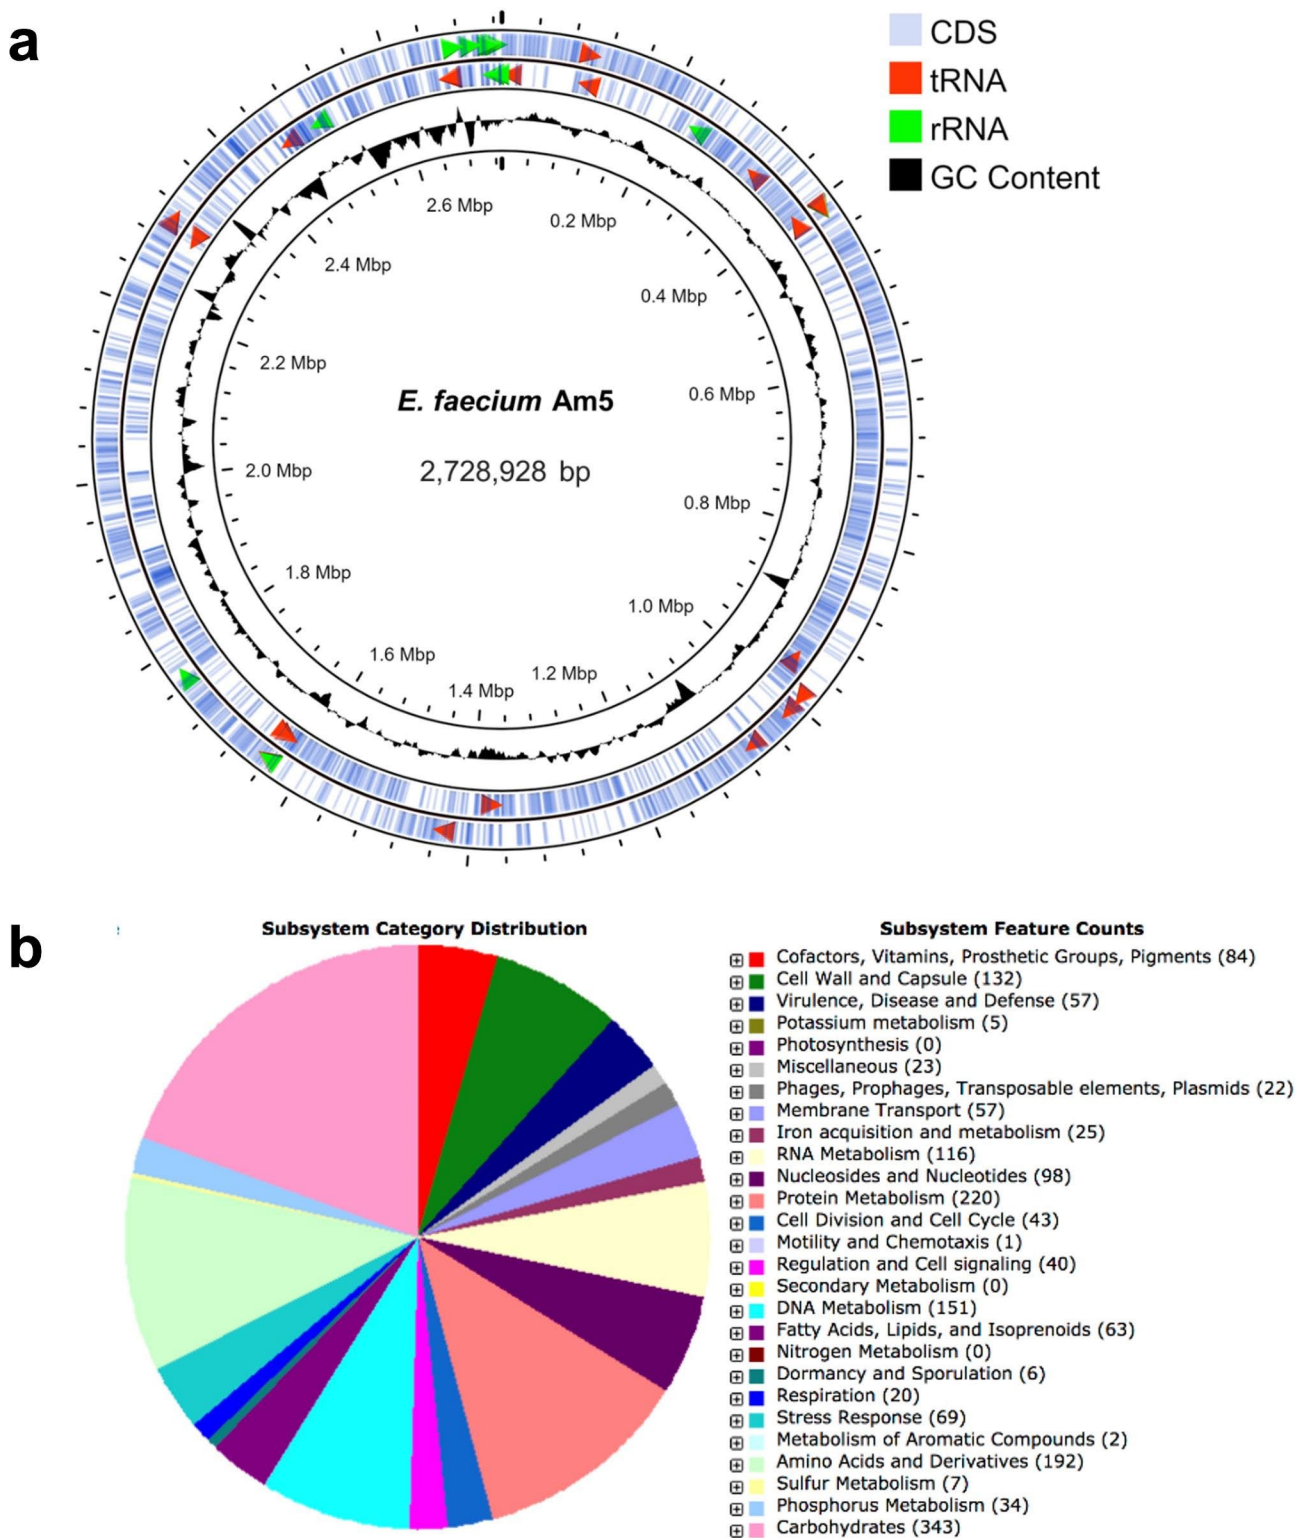 a
CDS
tRNA
rRNA
GC Content
2.6 Mbp
0.2 Mbp
2.4 Mbp
0.4 Mbp
2.2 Mbp
0.6 Mbp
E. faecium Am5
2,728,928 bp
2.0 Mbp
0.8 Mbp
1.8 Mbp
1.0 Mbp
1.6 Mbp
1.2 Mbp
1.4 Mbp
b
Subsystem Category Distribution
Subsystem Feature Counts
Cofactors, Vitamins, Prosthetic Groups, Pigments (84)
Cell Wall and Capsule (132)
Virulence, Disease and Defense (57)
Potassium metabolism (5)
Photosynthesis (0)
Miscellaneous (23)
Phages, Prophages, Transposable elements, Plasmids (22)
Membrane Transport (57)
Iron acquisition and metabolism (25)
RNA Metabolism (116)
Nucleosides and Nucleotides (98)
Protein Metabolism (220)
Cell Division and Cell Cycle (43)
Motility and Chemotaxis (1)
Regulation and Cell signaling (40)
Secondary Metabolism (0)
DNA Metabolism (151)
Fatty Acids, Lipids, and Isoprenoids (63)
Nitrogen Metabolism (0)
Dormancy and Sporulation (6)
Respiration (20)
Stress Response (69)
Metabolism of Aromatic Compounds (2)
Amino Acids and Derivatives (192)
Sulfur Metabolism (7)
Phosphorus Metabolism (34)
Carbohydrates (343)